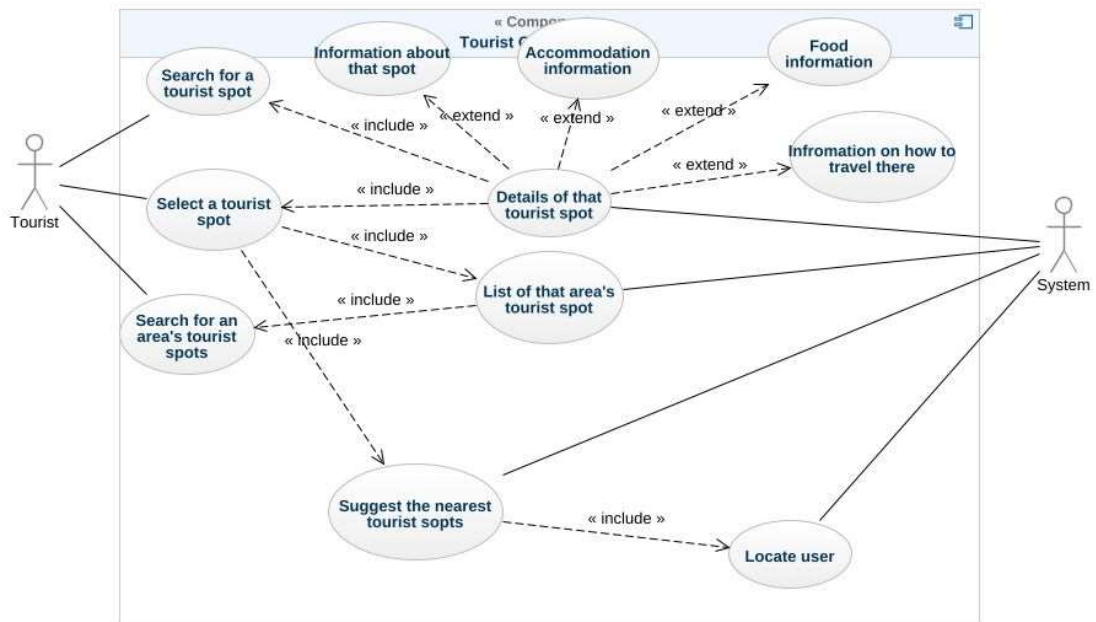 « Compon
Tourist
Information about
that spot
Accommodation
information
Food
information
Search for a
tourist spot
« include »
« extend »
« extend »
« extend »
Infromation on how to
travel there
« extend »
Tourist
Select a tourist
spot
« include »
Details of that
tourist spot
« include »
System
List of that area's
tourist spot
« include »
Search for an
area's tourist
spots
« include »
Suggest the nearest
tourist sopts
« include »
Locate user